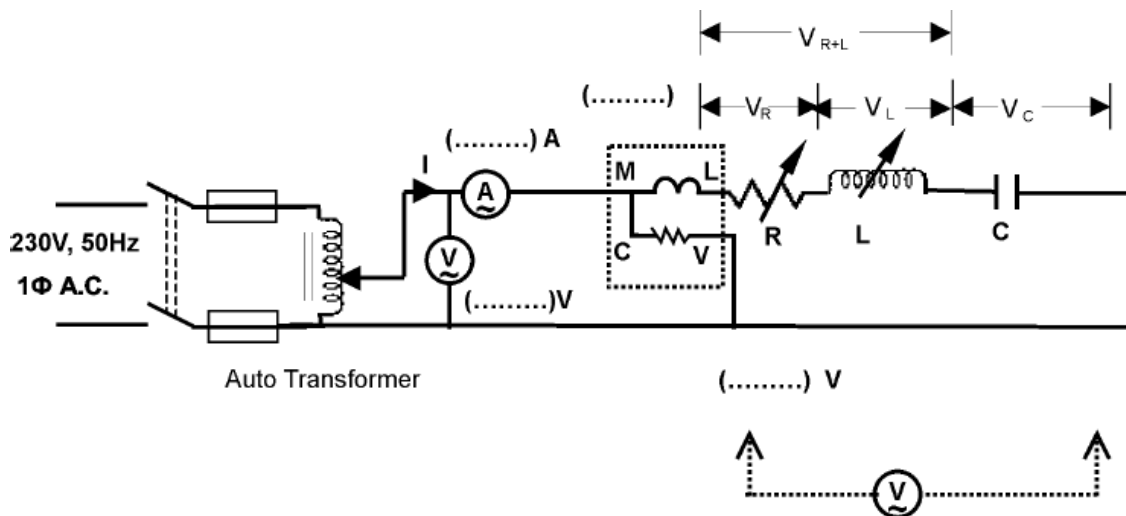 V R+L
(.........)
V R
V L
V C
(.........) A
I
M
L
A
~
R
L
C
230V, 50Hz
1Φ A.C.
V
~
C
V
(.........)V
Auto Transformer
(.........) V
V
~